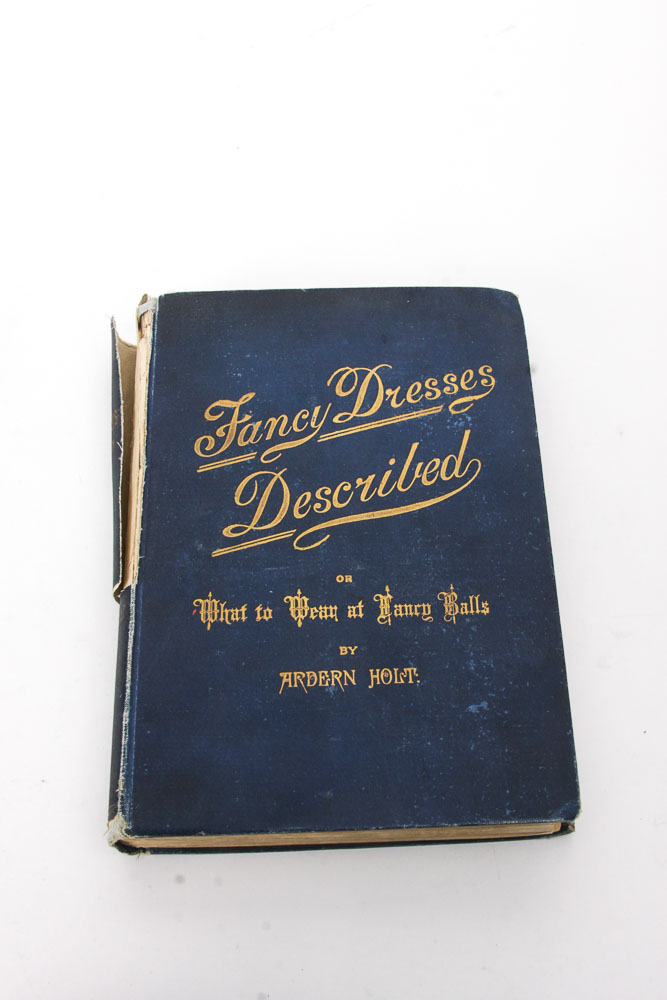 Fancy Dresses
Described
OR
What to Wear at Fancy Balls
BY
ARDERN HOLT.